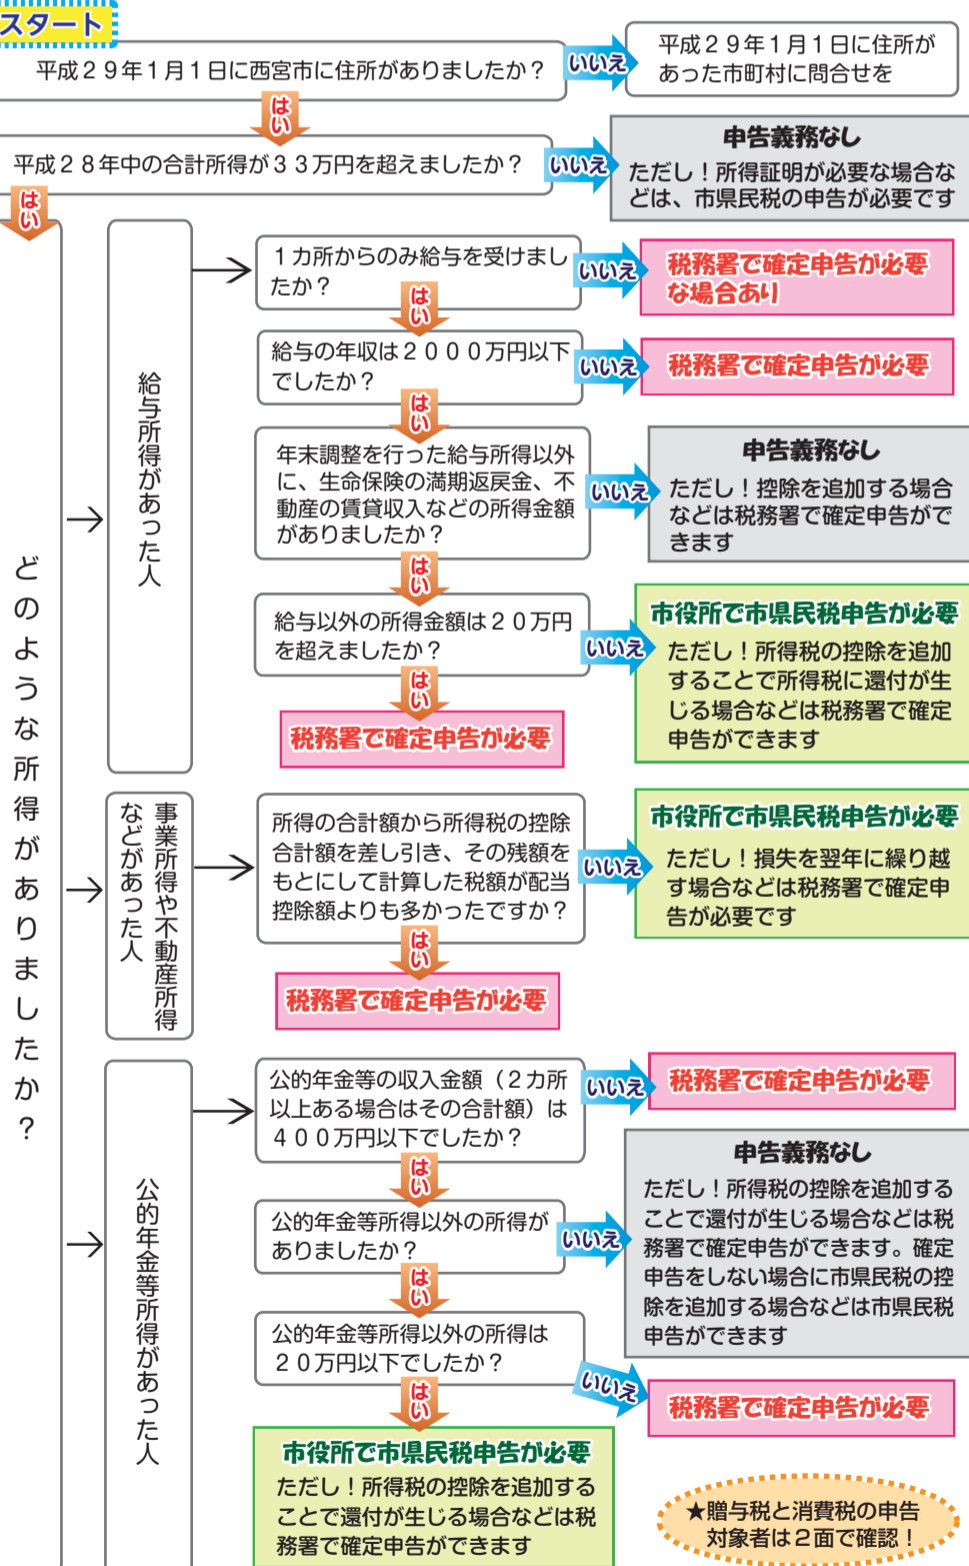 スタート
平成２９年１月１日に西宮市に住所がありましたか？
いいえ
平成２９年１月１日に住所が
あった市町村に問合せを
はい
平成２８年中の合計所得が３３万円を超えましたか？
いいえ
申告義務なし
ただし！所得証明が必要な場合な
どは、市県民税の申告が必要です
はい
どのような所得がありましたか？
給与所得があった人
１カ所からのみ給与を受けまし
たか？
いいえ
税務署で確定申告が必要
な場合あり
はい
給与の年収は２０００万円以下
でしたか？
いいえ
税務署で確定申告が必要
はい
年末調整を行った給与所得以外
に、生命保険の満期返戻金、不
動産の賃貸収入などの所得金額
がありましたか？
いいえ
申告義務なし
ただし！控除を追加する場合
などは税務署で確定申告がで
きます
はい
給与以外の所得金額は２０万円
を超えましたか？
いいえ
市役所で市県民税申告が必要
ただし！所得税の控除を追加
することで所得税に還付が生
じる場合などは税務署で確定
申告ができます
はい
税務署で確定申告が必要
事業所得や不動産所得
などがあった人
所得の合計額から所得税の控除
合計額を差し引き、その残額を
もとにして計算した税額が配当
控除額よりも多かったですか？
いいえ
市役所で市県民税申告が必要
ただし！損失を翌年に繰り越
す場合などは税務署で確定申
告が必要です
はい
税務署で確定申告が必要
公的年金等所得があった人
公的年金等の収入金額（２カ所
以上ある場合はその合計額）は
４００万円以下でしたか？
いいえ
税務署で確定申告が必要
はい
公的年金等所得以外の所得が
ありましたか？
いいえ
申告義務なし
ただし！所得税の控除を追加する
ことで還付が生じる場合などは税
務署で確定申告ができます。確定
申告をしない場合に市県民税の控
除を追加する場合などは市県民税
申告ができます
はい
公的年金等所得以外の所得は
２０万円以下でしたか？
いいえ
税務署で確定申告が必要
はい
市役所で市県民税申告が必要
ただし！所得税の控除を追加する
ことで還付が生じる場合などは税
務署で確定申告ができます
★贈与税と消費税の申告
対象者は２面で確認！